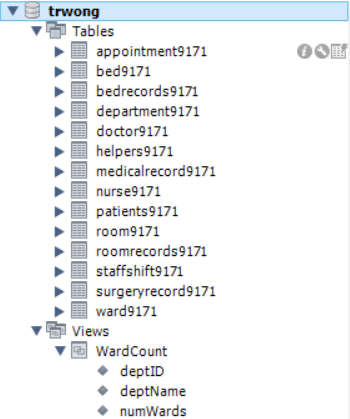 trwong
Tables
appointment9171
bed9171
bedrecords9171
department9171
doctor9171
helpers9171
medicalrecord9171
nurse9171
patients9171
room9171
roomrecords9171
staffshift9171
surgeryrecord9171
ward9171
Views
WardCount
deptID
deptName
numWards